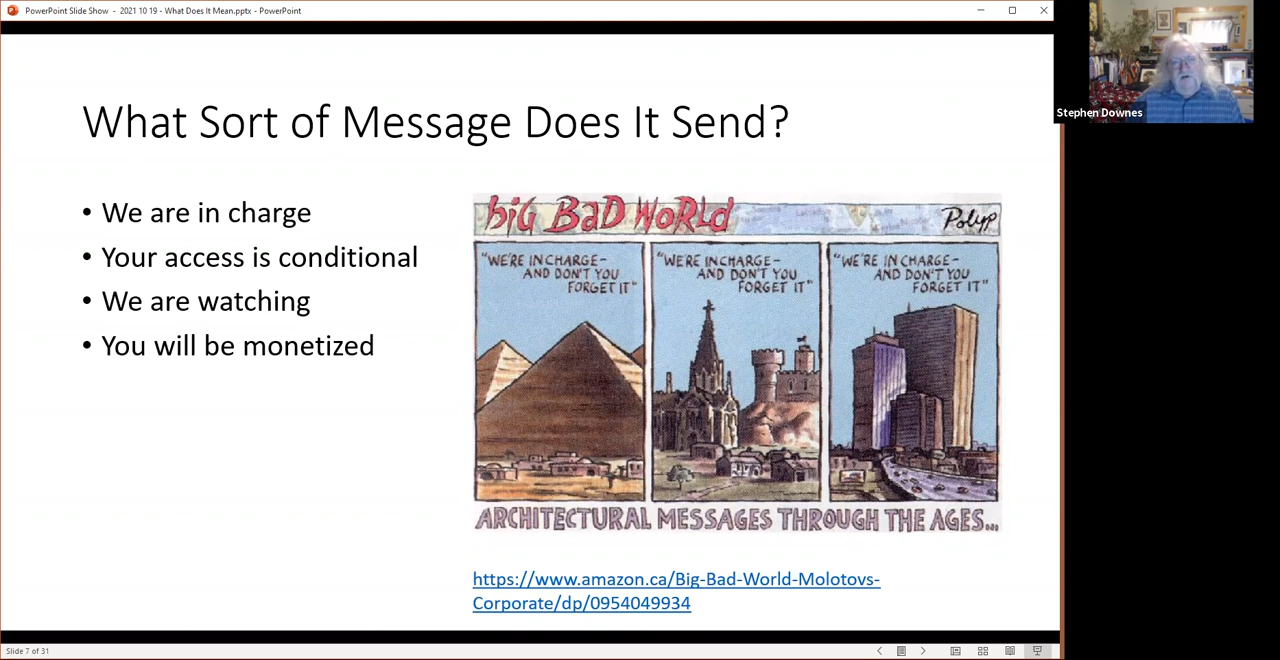 PowerPoint Slide Show - 2021 10 19 - What Does It Mean.pptx - PowerPoint
Stephen Downes
What Sort of Message Does It Send?
• We are in charge
• Your access is conditional
• We are watching
• You will be monetized
big BaD WoRLD
Polyp
"WE'RE IN CHARGE-
AND DON'T YOU
FORGET IT"
"WE'RE IN CHARGE-
AND DON'T YOU
FORGET IT"
"WE'RE IN CHARGE-
AND DON'T YOU
FORGET IT"
ARCHITECTURAL MESSAGES THROUGH THE AGES...
https://www.amazon.ca/Big-Bad-World-Molotovs-
Corporate/dp/0954049934
Slide 7 of 31